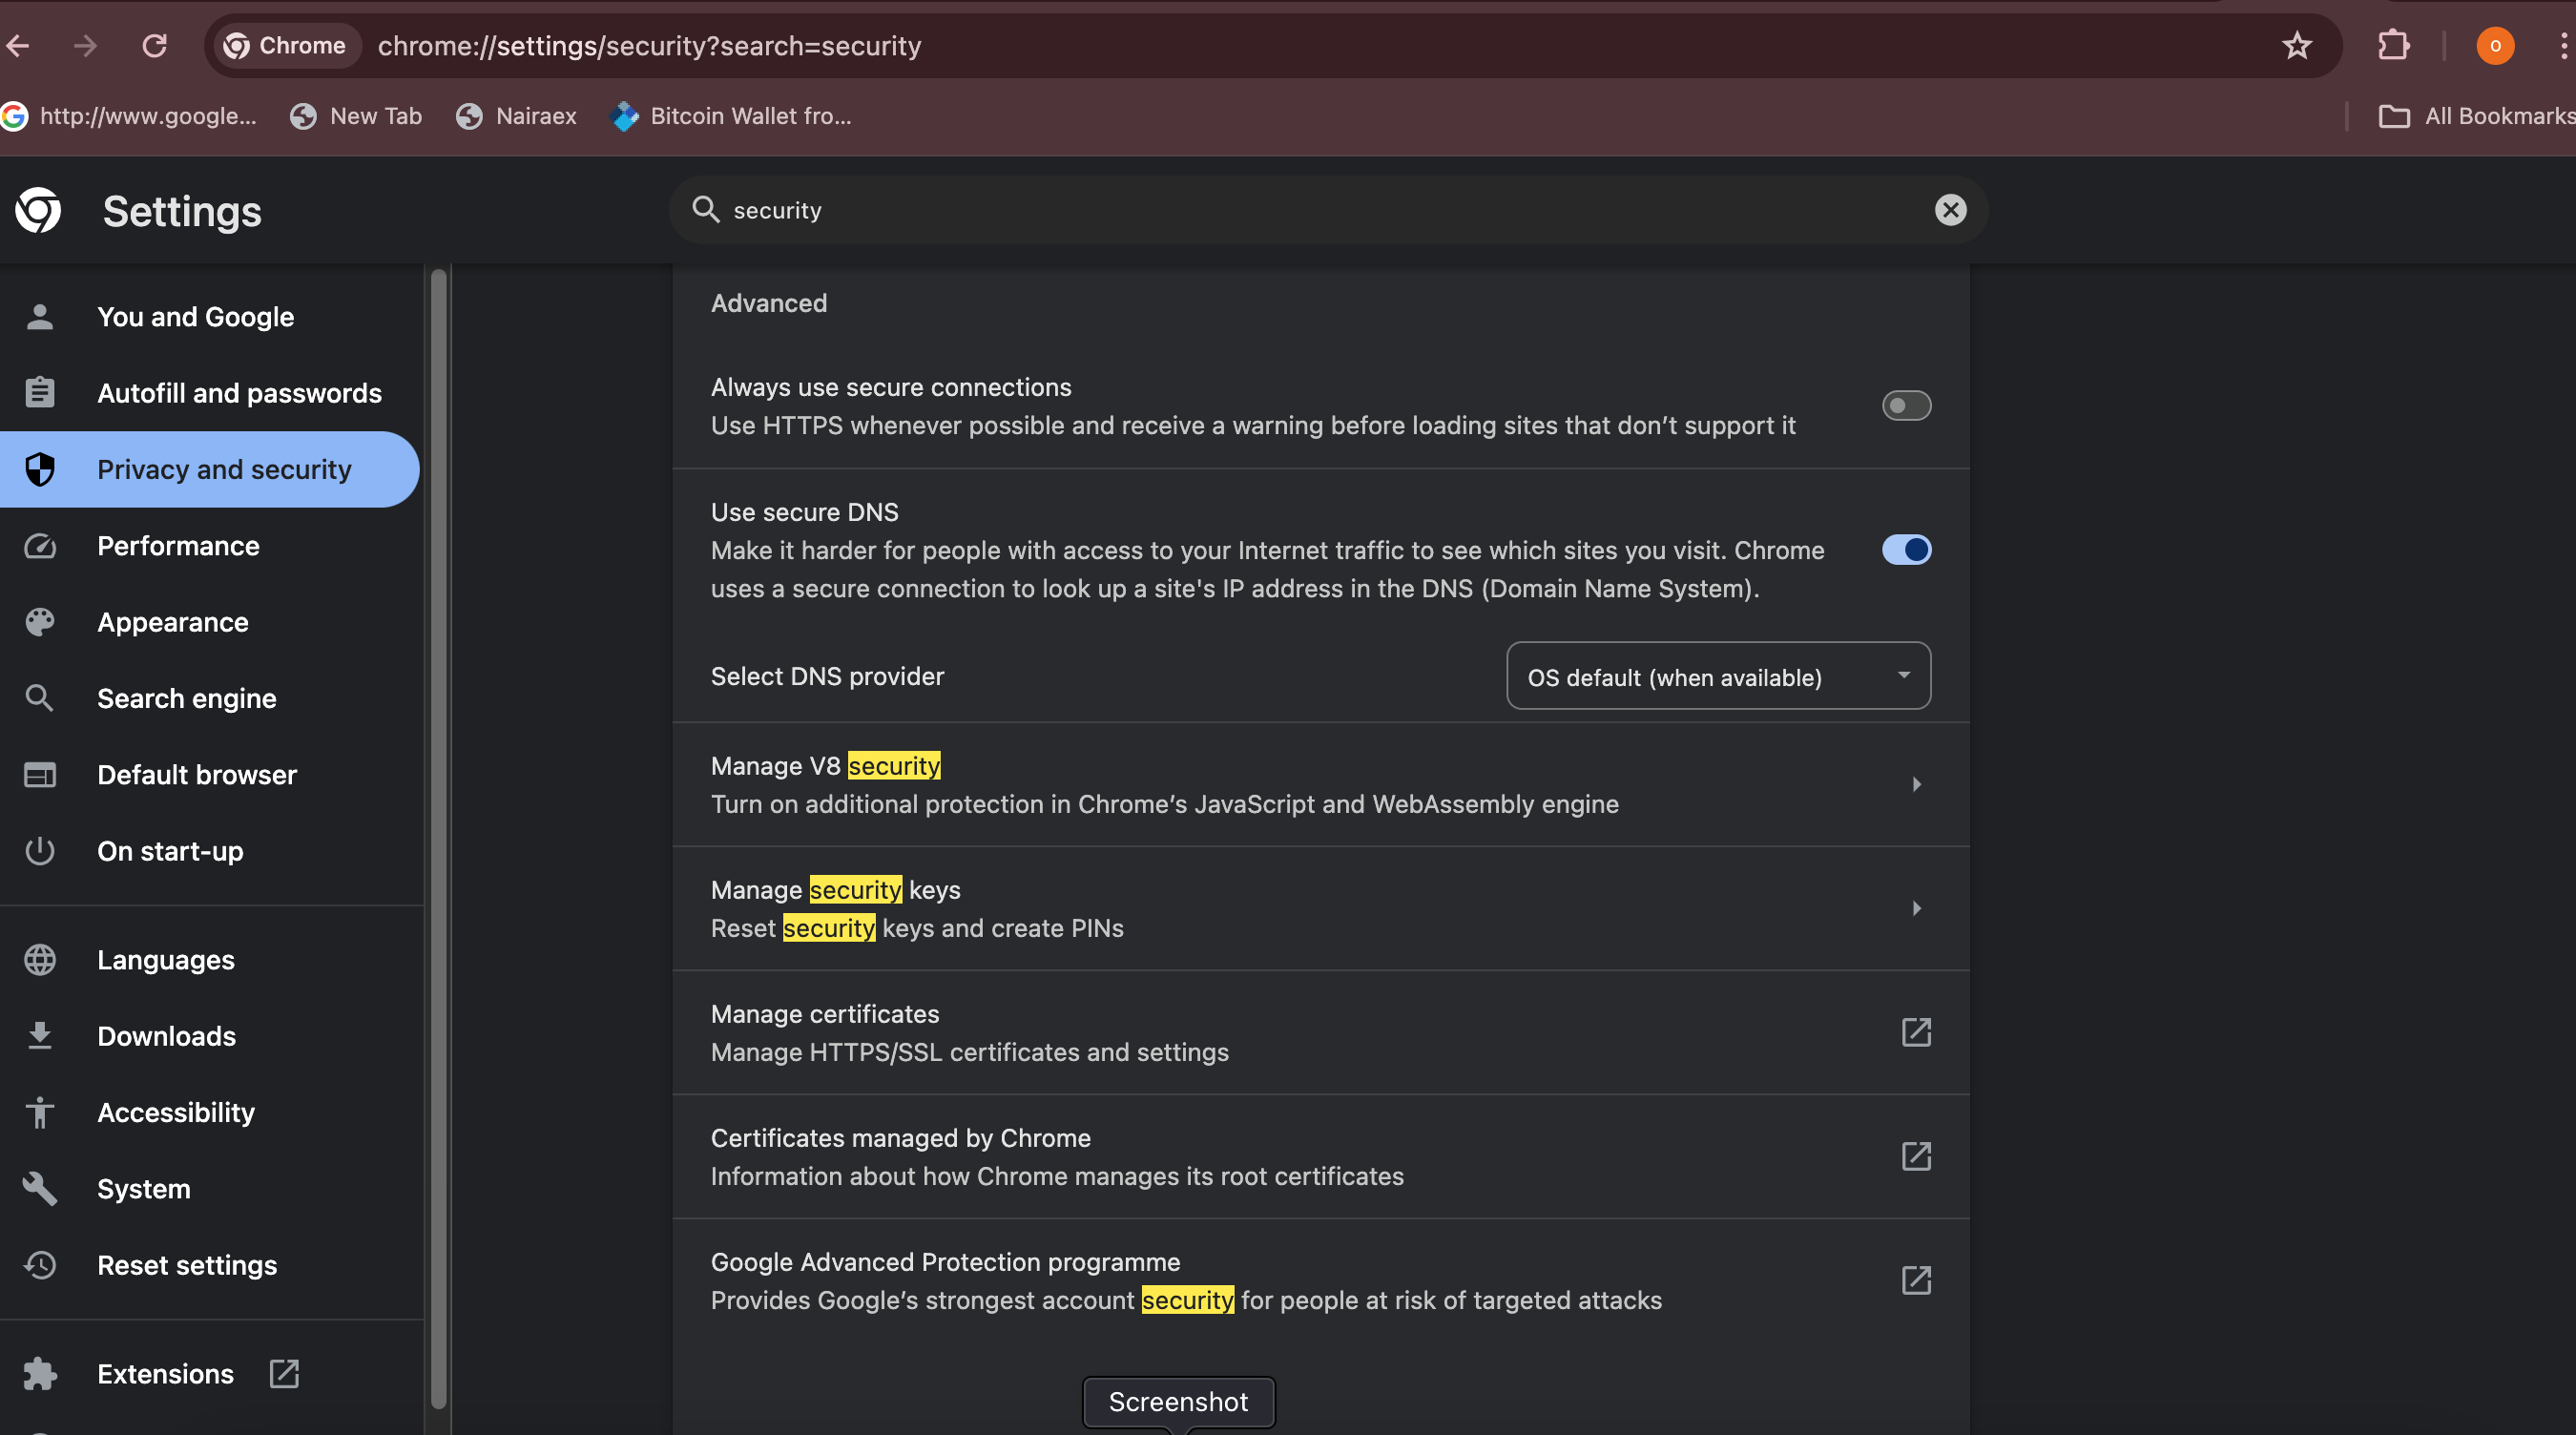 Chrome
chrome://settings/security?search=security
http://www.google...
New Tab
Nairaex
Bitcoin Wallet fro...
All Bookmarks
Settings
security
You and Google
Autofill and passwords
Privacy and security
Performance
Appearance
Search engine
Default browser
On start-up
Languages
Downloads
Accessibility
System
Reset settings
Extensions
Advanced
Always use secure connections
Use HTTPS whenever possible and receive a warning before loading sites that don’t support it
Use secure DNS
Make it harder for people with access to your Internet traffic to see which sites you visit. Chrome
uses a secure connection to look up a site's IP address in the DNS (Domain Name System).
Select DNS provider
OS default (when available)
Manage V8 security
Turn on additional protection in Chrome’s JavaScript and WebAssembly engine
Manage security keys
Reset security keys and create PINs
Manage certificates
Manage HTTPS/SSL certificates and settings
Certificates managed by Chrome
Information about how Chrome manages its root certificates
Google Advanced Protection programme
Provides Google’s strongest account security for people at risk of targeted attacks
Screenshot